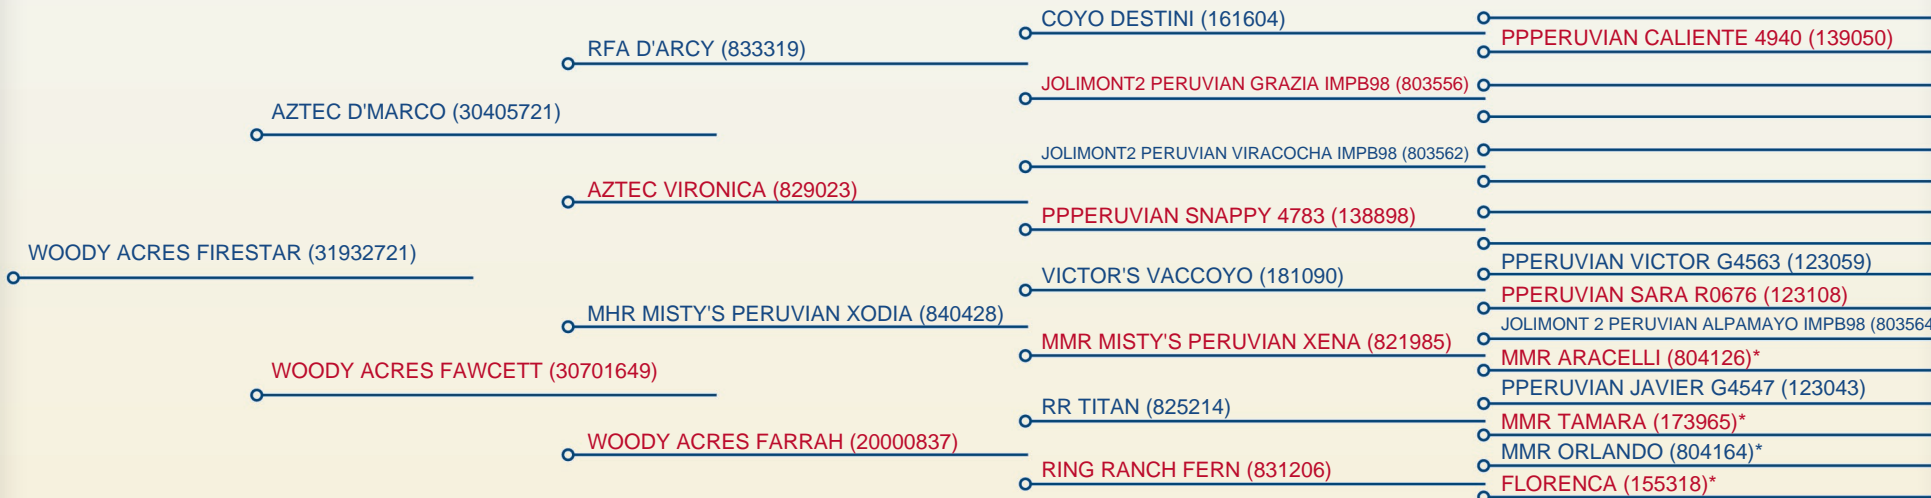 COYO DESTINI (161604)
PPPERUVIAN CALIENTE 4940 (139050)
RFA D'ARCY (833319)
JOLIMONT2 PERUVIAN GRAZIA IMPB98 (803556)
AZTEC D'MARCO (30405721)
JOLIMONT2 PERUVIAN VIRACOCHA IMPB98 (803562)
AZTEC VIRONICA (829023)
PPPERUVIAN SNAPPY 4783 (138898)
WOODY ACRES FIRESTAR (31932721)
PPERUVIAN VICTOR G4563 (123059)
VICTOR'S VACCOYO (181090)
PPERUVIAN SARA R0676 (123108)
MHR MISTY'S PERUVIAN XODIA (840428)
JOLIMONT 2 PERUVIAN ALPAMAYO IMPB98 (803564
MMR MISTY'S PERUVIAN XENA (821985)
MMR ARACELLI (804126)*
WOODY ACRES FAWCETT (30701649)
PPERUVIAN JAVIER G4547 (123043)
RR TITAN (825214)
MMR TAMARA (173965)*
WOODY ACRES FARRAH (20000837)
MMR ORLANDO (804164)*
RING RANCH FERN (831206)
FLORENCA (155318)*